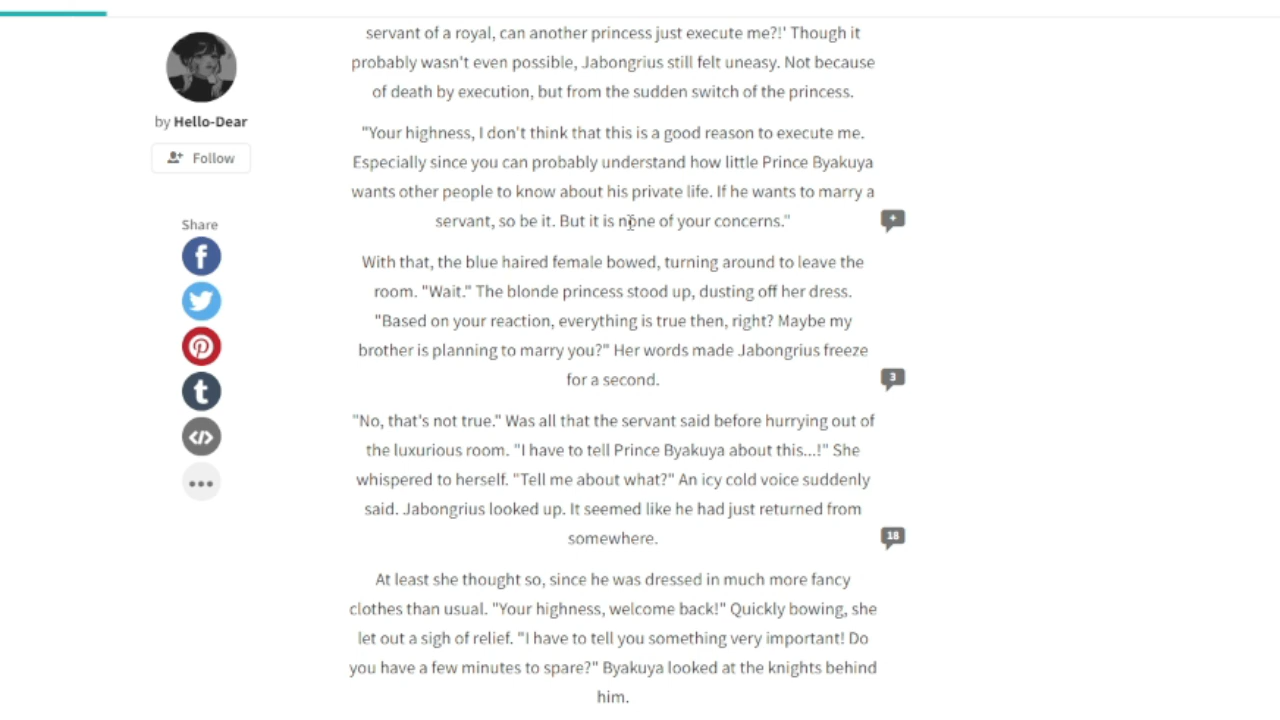 servant of a royal, can another princess just execute me?!' Though it
probably wasn't even possible, Jabongrius still felt uneasy. Not because
of death by execution, but from the sudden switch of the princess.
by Hello-Dear
Follow
"Your highness, I don't think that this is a good reason to execute me.
Especially since you can probably understand how little Prince Byakuya
wants other people to know about his private life. If he wants to marry a
servant, so be it. But it is none of your concerns."
+
Share
With that, the blue haired female bowed, turning around to leave the
room. "Wait." The blonde princess stood up, dusting off her dress.
"Based on your reaction, everything is true then, right? Maybe my
brother is planning to marry you?" Her words made Jabongrius freeze
for a second.
3
"No, that's not true." Was all that the servant said before hurrying out of
the luxurious room. "I have to tell Prince Byakuya about this...!" She
whispered to herself. "Tell me about what?" An icy cold voice suddenly
said. Jabongrius looked up. It seemed like he had just returned from
somewhere.
18
At least she thought so, since he was dressed in much more fancy
clothes than usual. "Your highness, welcome back!" Quickly bowing, she
let out a sigh of relief. "I have to tell you something very important! Do
you have a few minutes to spare?" Byakuya looked at the knights behind
him.